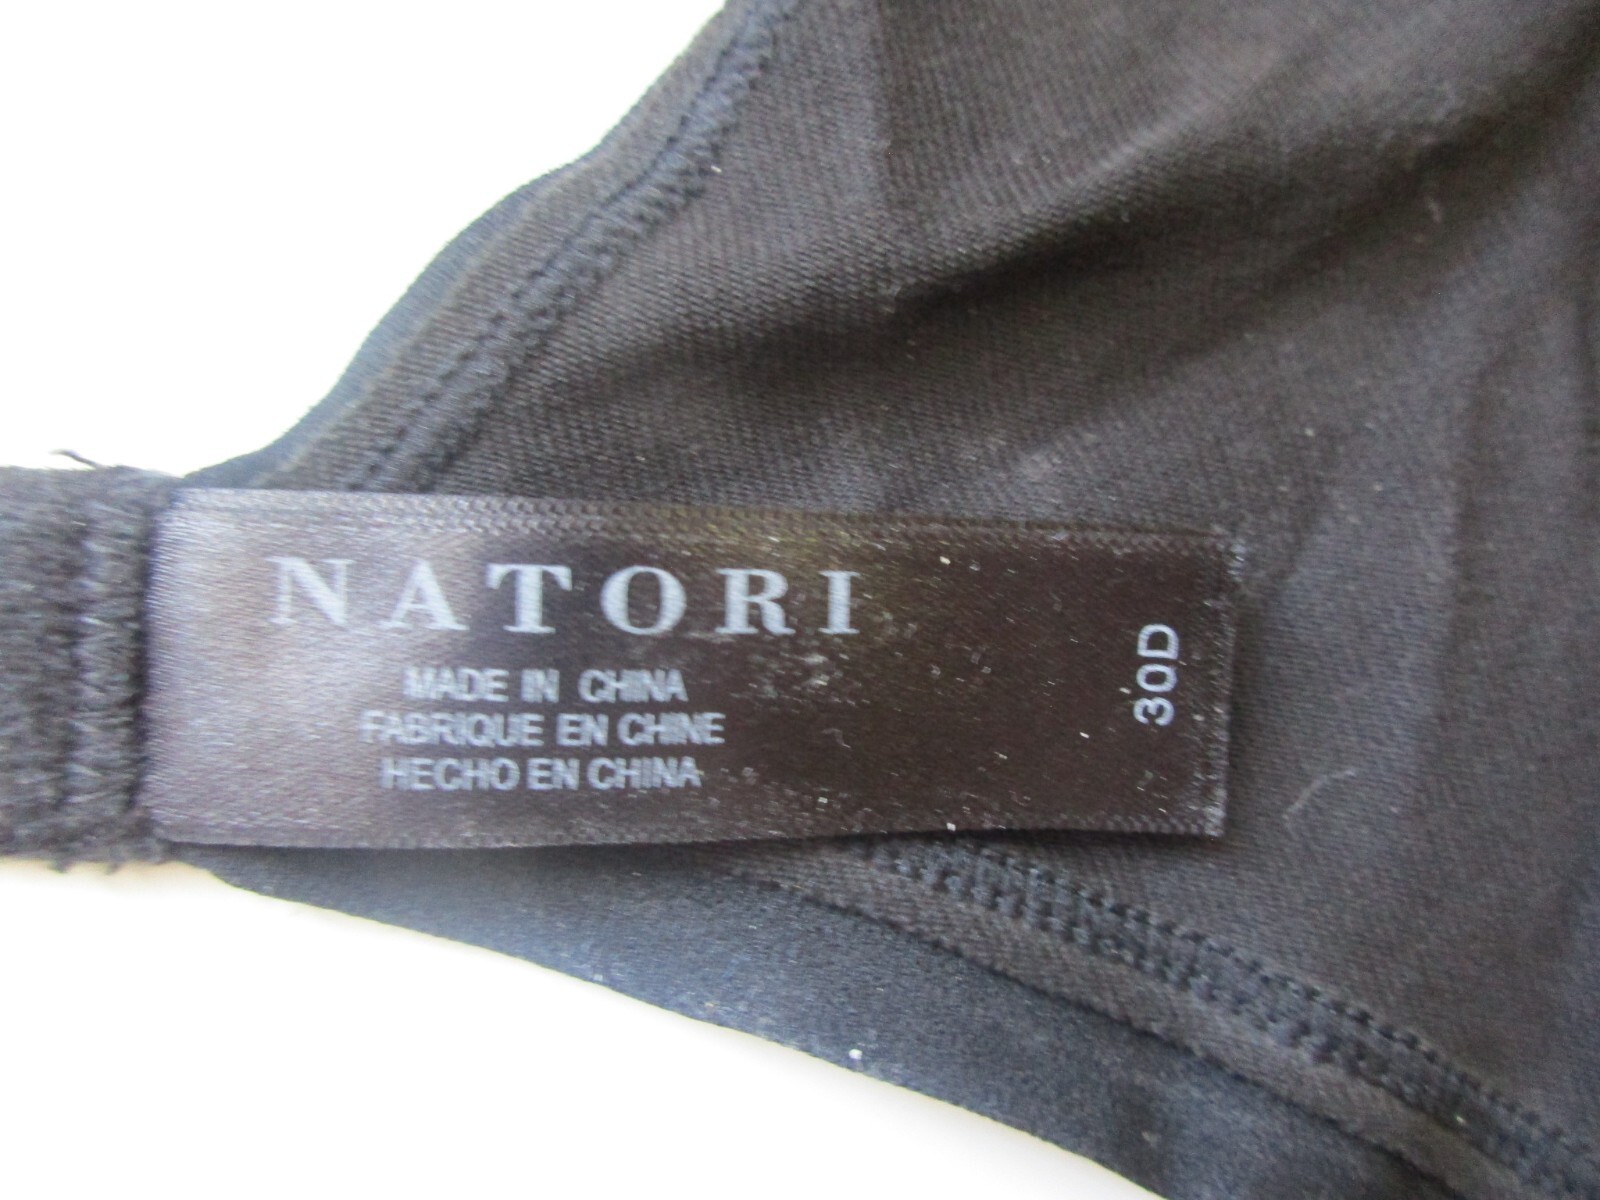 NATORI
MADE IN CHINA
FABRIQUE EN CHINE
HECHO EN CHINA
30D